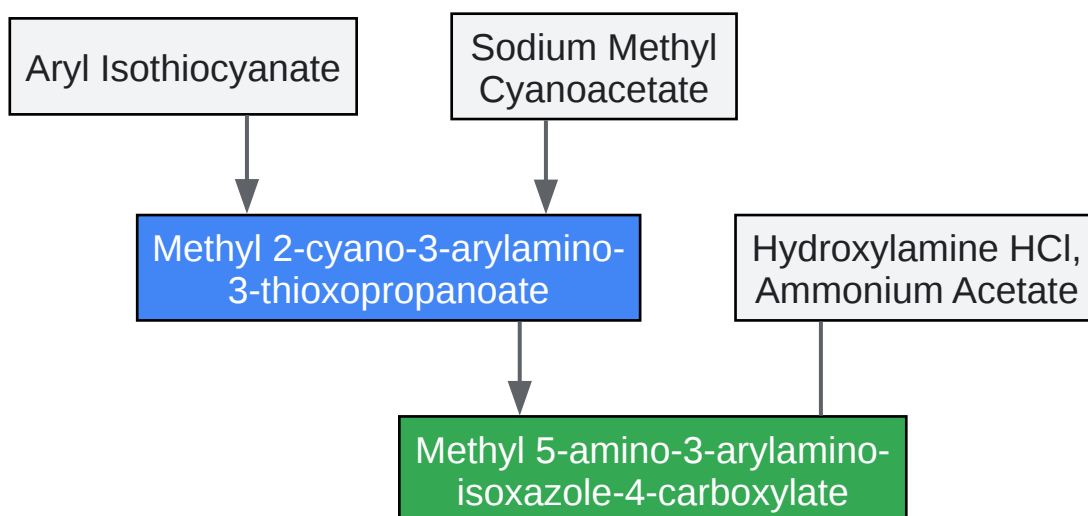 Aryl Isothiocyanate
Sodium Methyl
Cyanoacetate
Methyl 2-cyano-3-arylamino-
3-thioxopropanoate
Hydroxylamine HCl,
Ammonium Acetate
Methyl 5-amino-3-arylamino-
isoxazole-4-carboxylate